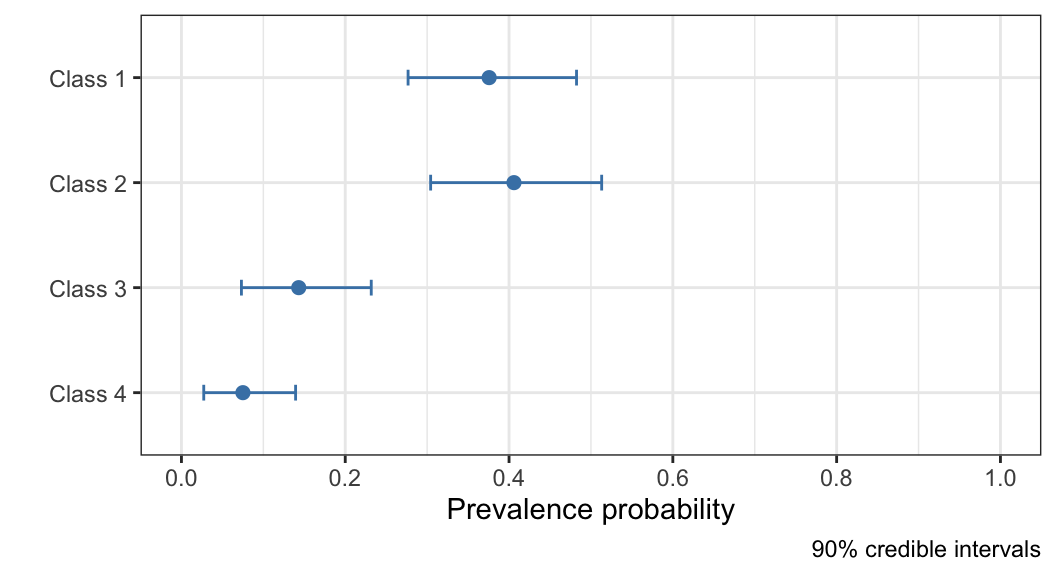 Class 1
Class 2
Class 3
Class 4
0.0 0.2 0.4 0.6 0.8 1.0
Prevalence probability
90% credible intervals